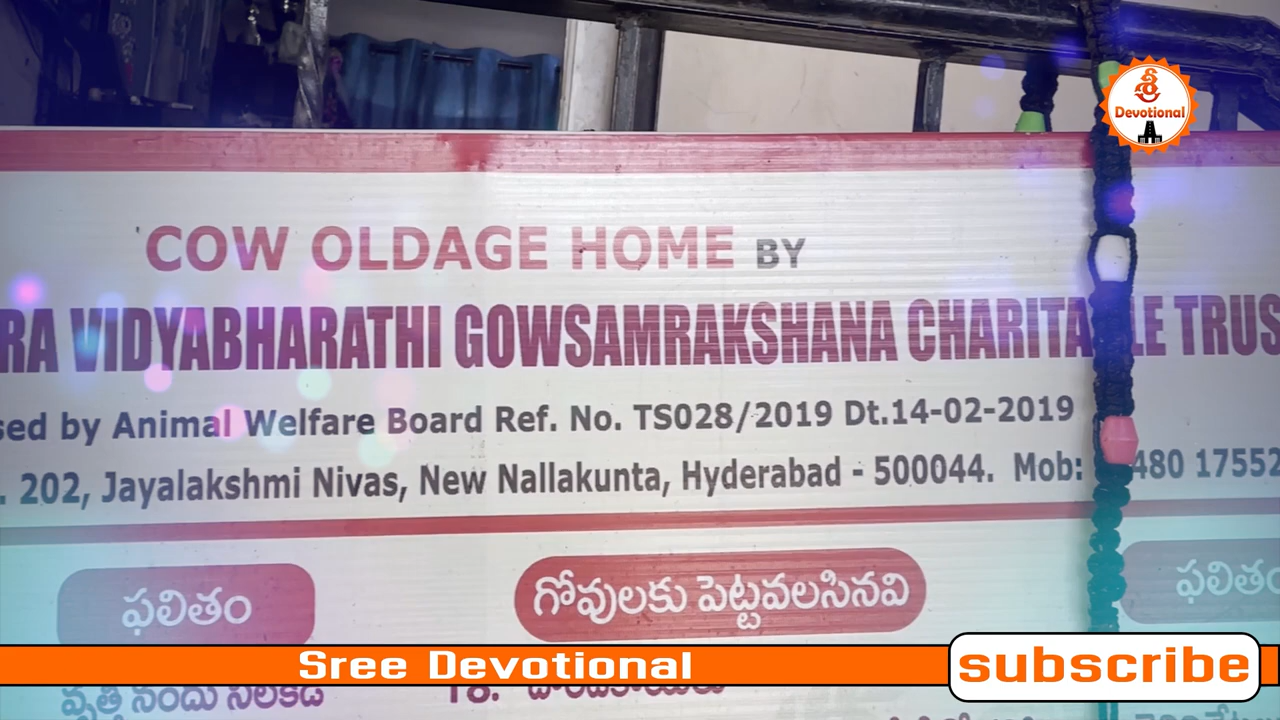 శ్రీ
Devotional
COW OLDAGE HOME BY
RA VIDYABHARATHI GOWSAMRAKSHANA CHARITA LE TRUS
sed by Animal Welfare Board Ref. No. TS028/2019 Dt.14-02-2019
. 202, Jayalakshmi Nivas, New Nallakunta, Hyderabad - 500044. Mob: 480 17552
ఫలితం గోవులకు పెట్టవలసినవి ఫలితం
Sree Devotional
subscribe
వృత్తి నందు నిలకడ 18.